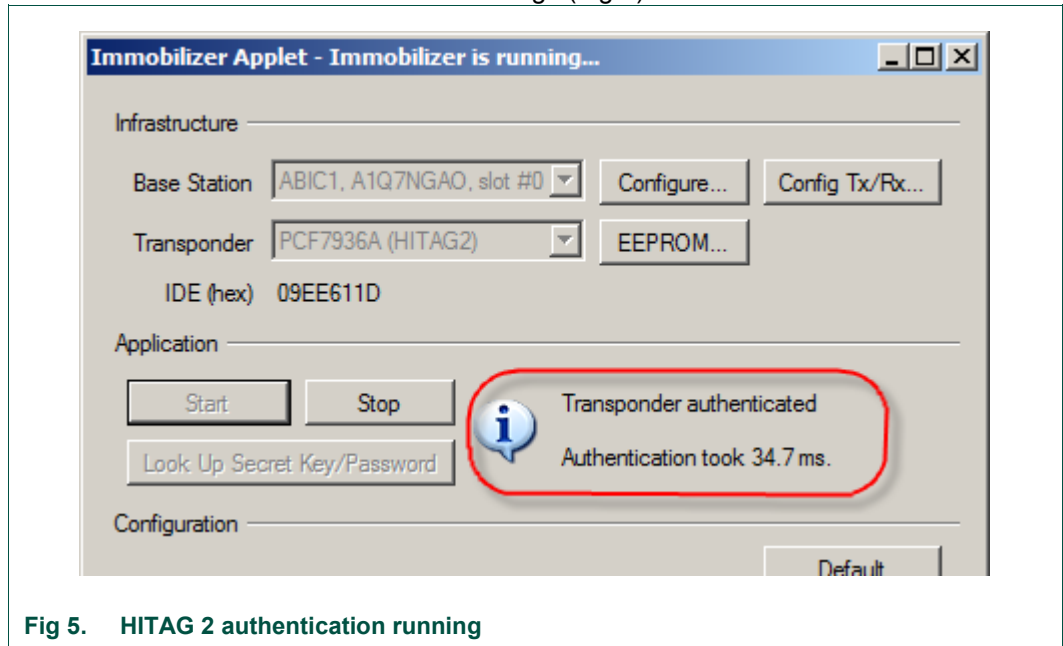 Immobilizer Applet - Immobilizer is running...
Infrastructure
Base Station ABIC1, A1Q7NGAO, slot #0 Configure... Config Tx/Rx...
Transponder PCF7936A (HITAG2) EEPROM...
IDE (hex) 09EE611D
Application
Start Stop Transponder authenticated
Look Up Secret Key/Password Authentication took 34.7 ms.
Configuration
Default
Fig 5. HITAG 2 authentication running